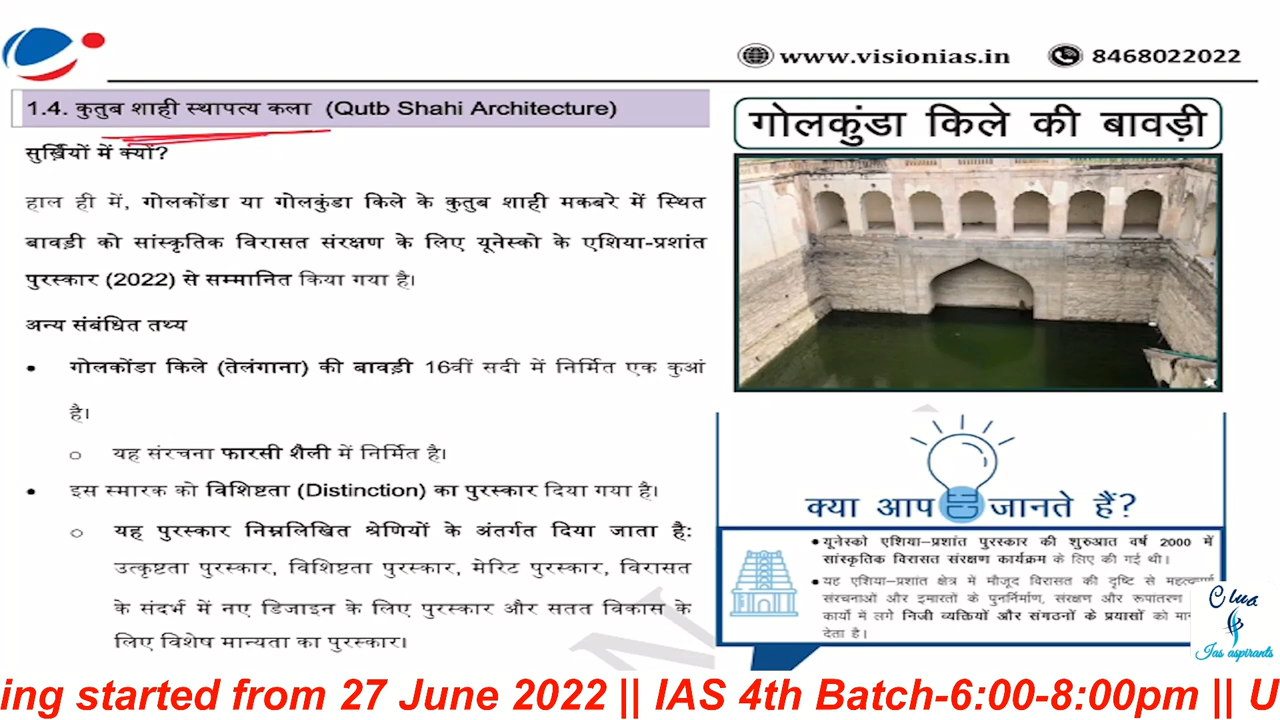 www.visionias.in
8468022022
1.4. कुतुब शाही स्थापत्य कला (Qutb Shahi Architecture)
सुर्ख़ियों में क्यों?
हाल ही में, गोलकोंडा या गोलकुंडा किले के कुतुब शाही मकबरे में स्थित
बावड़ी को सांस्कृतिक विरासत संरक्षण के लिए यूनेस्को के एशिया-प्रशांत
पुरस्कार (2022) से सम्मानित किया गया है।
अन्य संबंधित तथ्य
• गोलकोंडा किले (तेलंगाना) की बावड़ी 16वीं सदी में निर्मित एक कुआं
है।
o यह संरचना फारसी शैली में निर्मित है।
• इस स्मारक को विशिष्टता (Distinction) का पुरस्कार दिया गया है।
o यह पुरस्कार निम्नलिखित श्रेणियों के अंतर्गत दिया जाता है:
उत्कृष्टता पुरस्कार, विशिष्टता पुरस्कार, मेरिट पुरस्कार, विरासत
के संदर्भ में नए डिजाइन के लिए पुरस्कार और सतत विकास के
लिए विशेष मान्यता का पुरस्कार।
गोलकुंडा किले की बावड़ी
क्या आप जानते हैं?
• यूनेस्को एशिया–प्रशांत पुरस्कार की शुरुआत वर्ष 2000 में
सांस्कृतिक विरासत संरक्षण कार्यक्रम के लिए की गई थी।
• यह एशिया–प्रशांत क्षेत्र में मौजूद विरासत की दृष्टि से महत्वपूर्ण
संरचनाओं और इमारतों के पुनर्निर्माण, संरक्षण और रूपांतरण
कार्यों में लगे निजी व्यक्तियों और संगठनों के प्रयासों को
देता है।
Ias aspirants
ing started from 27 June 2022 || IAS 4th Batch-6:00-8:00pm || U